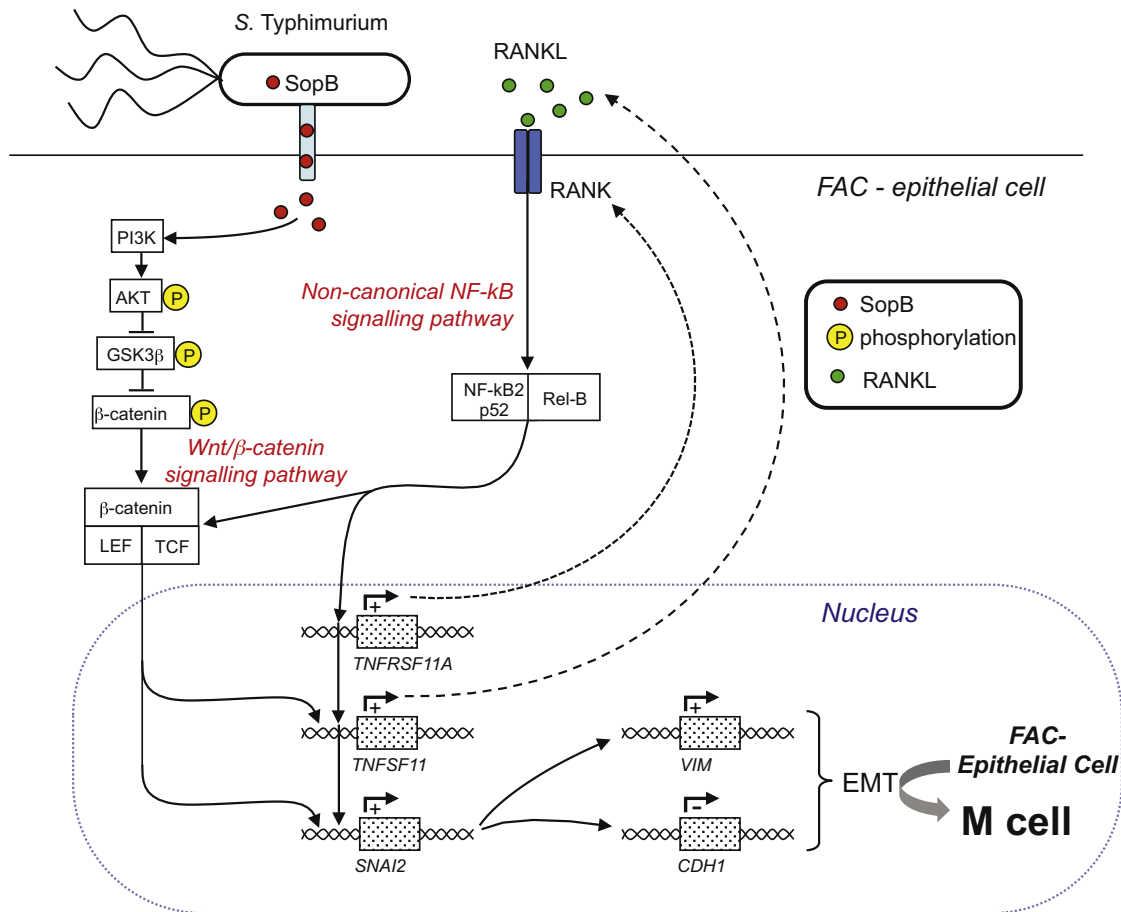 S. Typhimurium
SopB
RANKL
RANK
FAC - epithelial cell
PI3K
AKT
P
GSK3β
P
β-catenin
P
Non-canonical NF-kB
signalling pathway
SopB
P phosphorylation
RANKL
NF-kB2
p52
Rel-B
Wnt/β-catenin
signalling pathway
β-catenin
LEF
TCF
Nucleus
+
TNFRSF11A
+
TNFSF11
+
VIM
+
SNAI2
-
CDH1
EMT
FAC-
Epithelial Cell
M cell